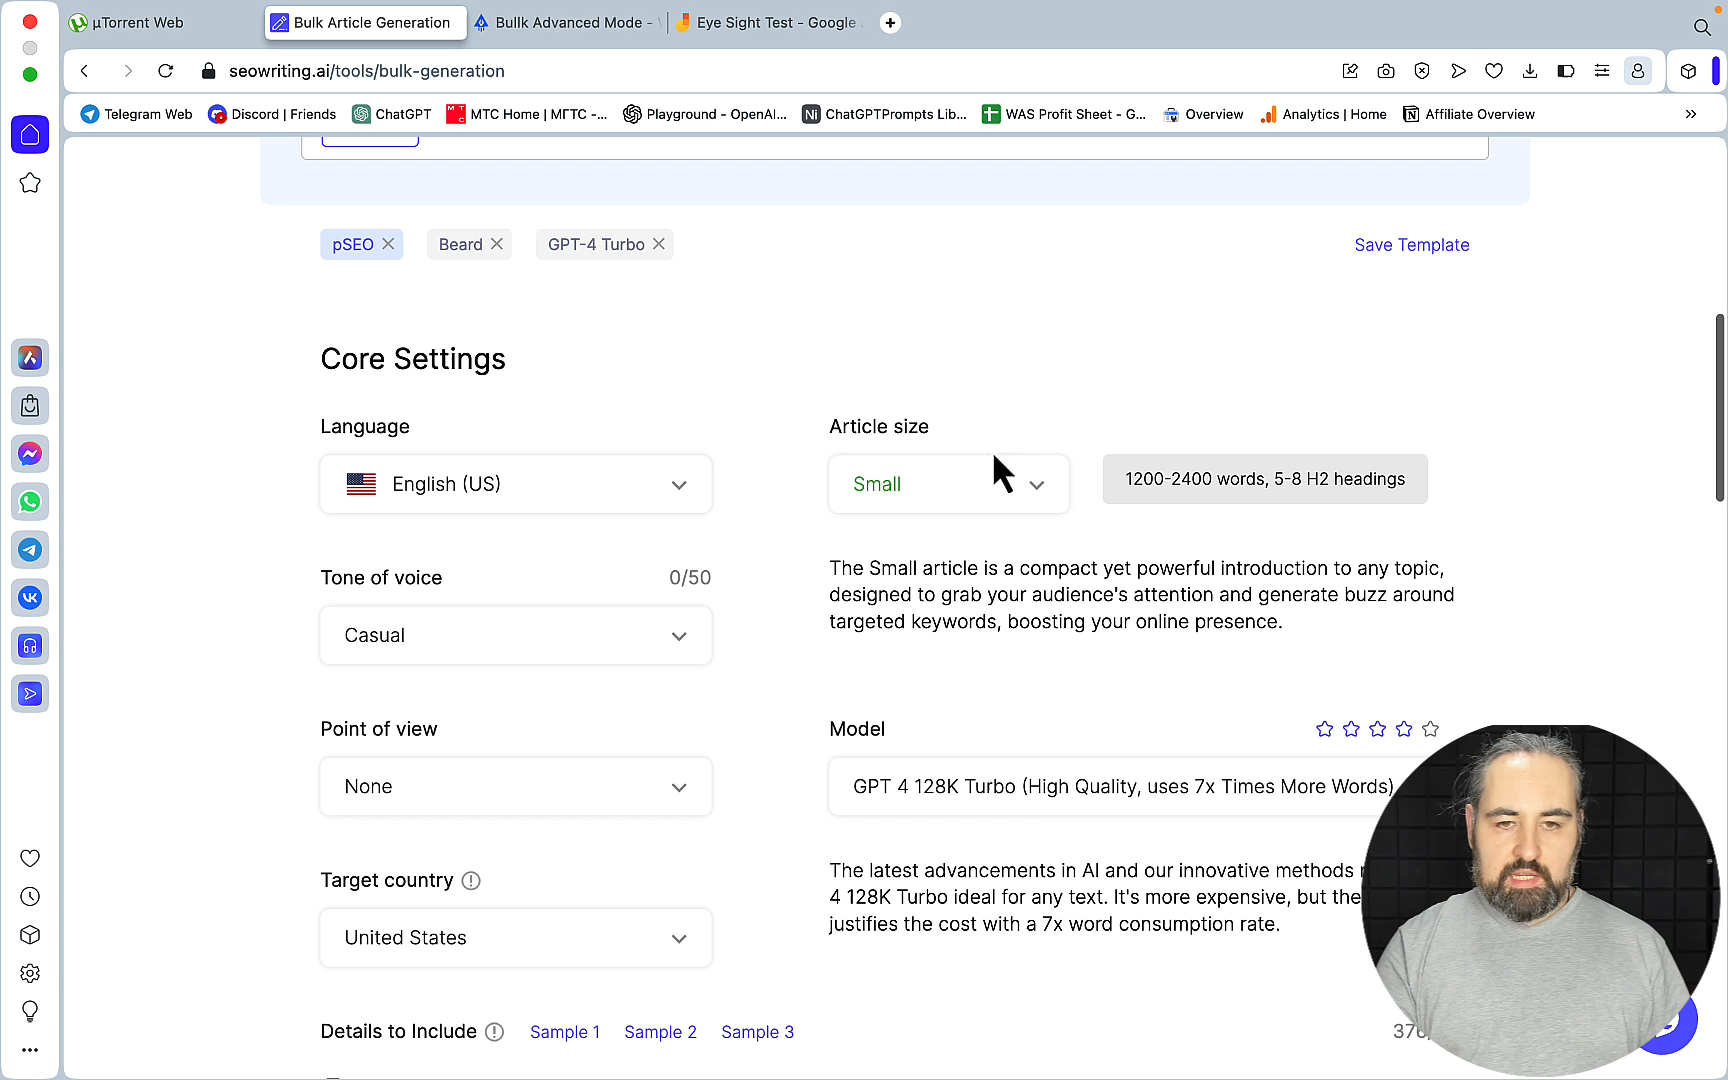 µTorrent Web
Bulk Article Generation
Bullk Advanced Mode -
Eye Sight Test - Google
seowriting.ai/tools/bulk-generation
Telegram Web
Discord | Friends
ChatGPT
МТС Home | МГТС -...
Playground - OpenAI...
ChatGPTPrompts Lib...
WAS Profit Sheet - G...
Overview
Analytics | Home
Affiliate Overview
pSEO
Beard
GPT-4 Turbo
Save Template
Core Settings
Language
Article size
English (US)
Small
1200-2400 words, 5-8 H2 headings
Tone of voice
0/50
The Small article is a compact yet powerful introduction to any topic,
designed to grab your audience's attention and generate buzz around
targeted keywords, boosting your online presence.
Casual
Point of view
Model
None
GPT 4 128K Turbo (High Quality, uses 7x Times More Words)
Target country
The latest advancements in AI and our innovative methods
4 128K Turbo ideal for any text. It's more expensive, but the
justifies the cost with a 7x word consumption rate.
United States
Details to Include
Sample 1
Sample 2
Sample 3